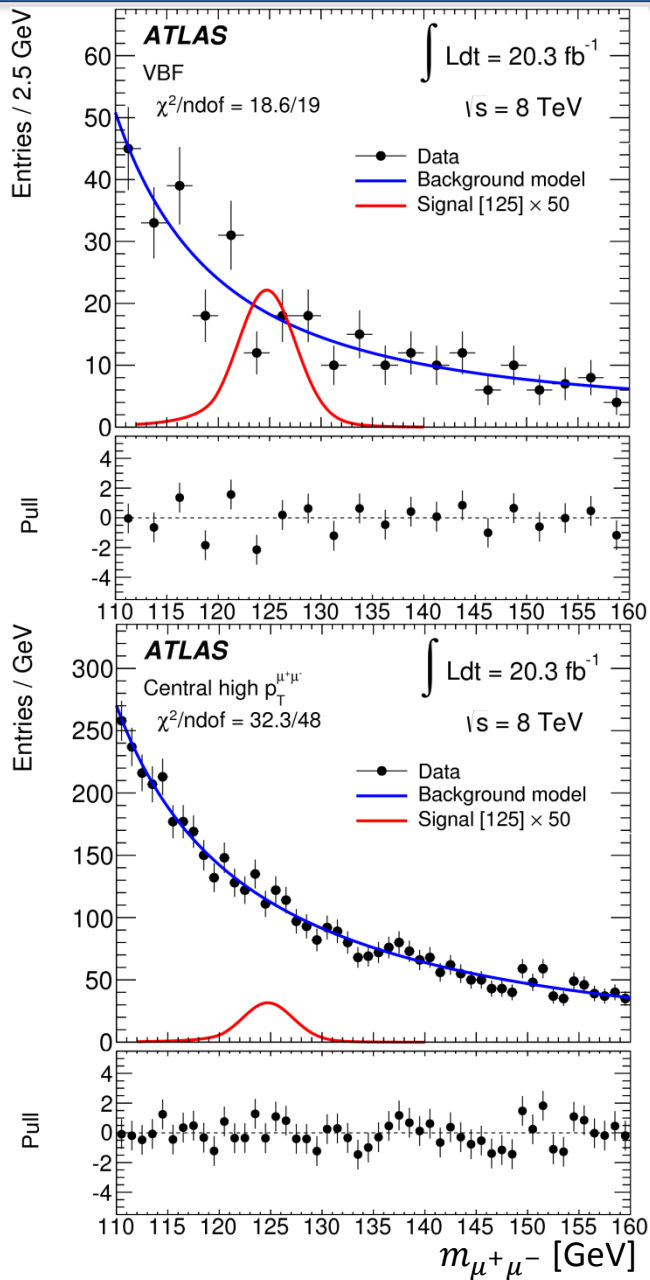 ATLAS
VBF
χ²/ndof = 18.6/19
∫ Ldt = 20.3 fb⁻¹
√s = 8 TeV
Data
Background model
Signal [125] × 50
Entries / 2.5 GeV
60
50
40
30
20
10
0
Pull
4
2
0
-2
-4
110 115 120 125 130 135 140 145 150 155 160
ATLAS
Central high p_T^{μ⁺μ⁻}
χ²/ndof = 32.3/48
∫ Ldt = 20.3 fb⁻¹
√s = 8 TeV
Data
Background model
Signal [125] × 50
Entries / GeV
300
250
200
150
100
50
0
Pull
4
2
0
-2
-4
110 115 120 125 130 135 140 145 150 155 160
m_{μ⁺μ⁻} [GeV]